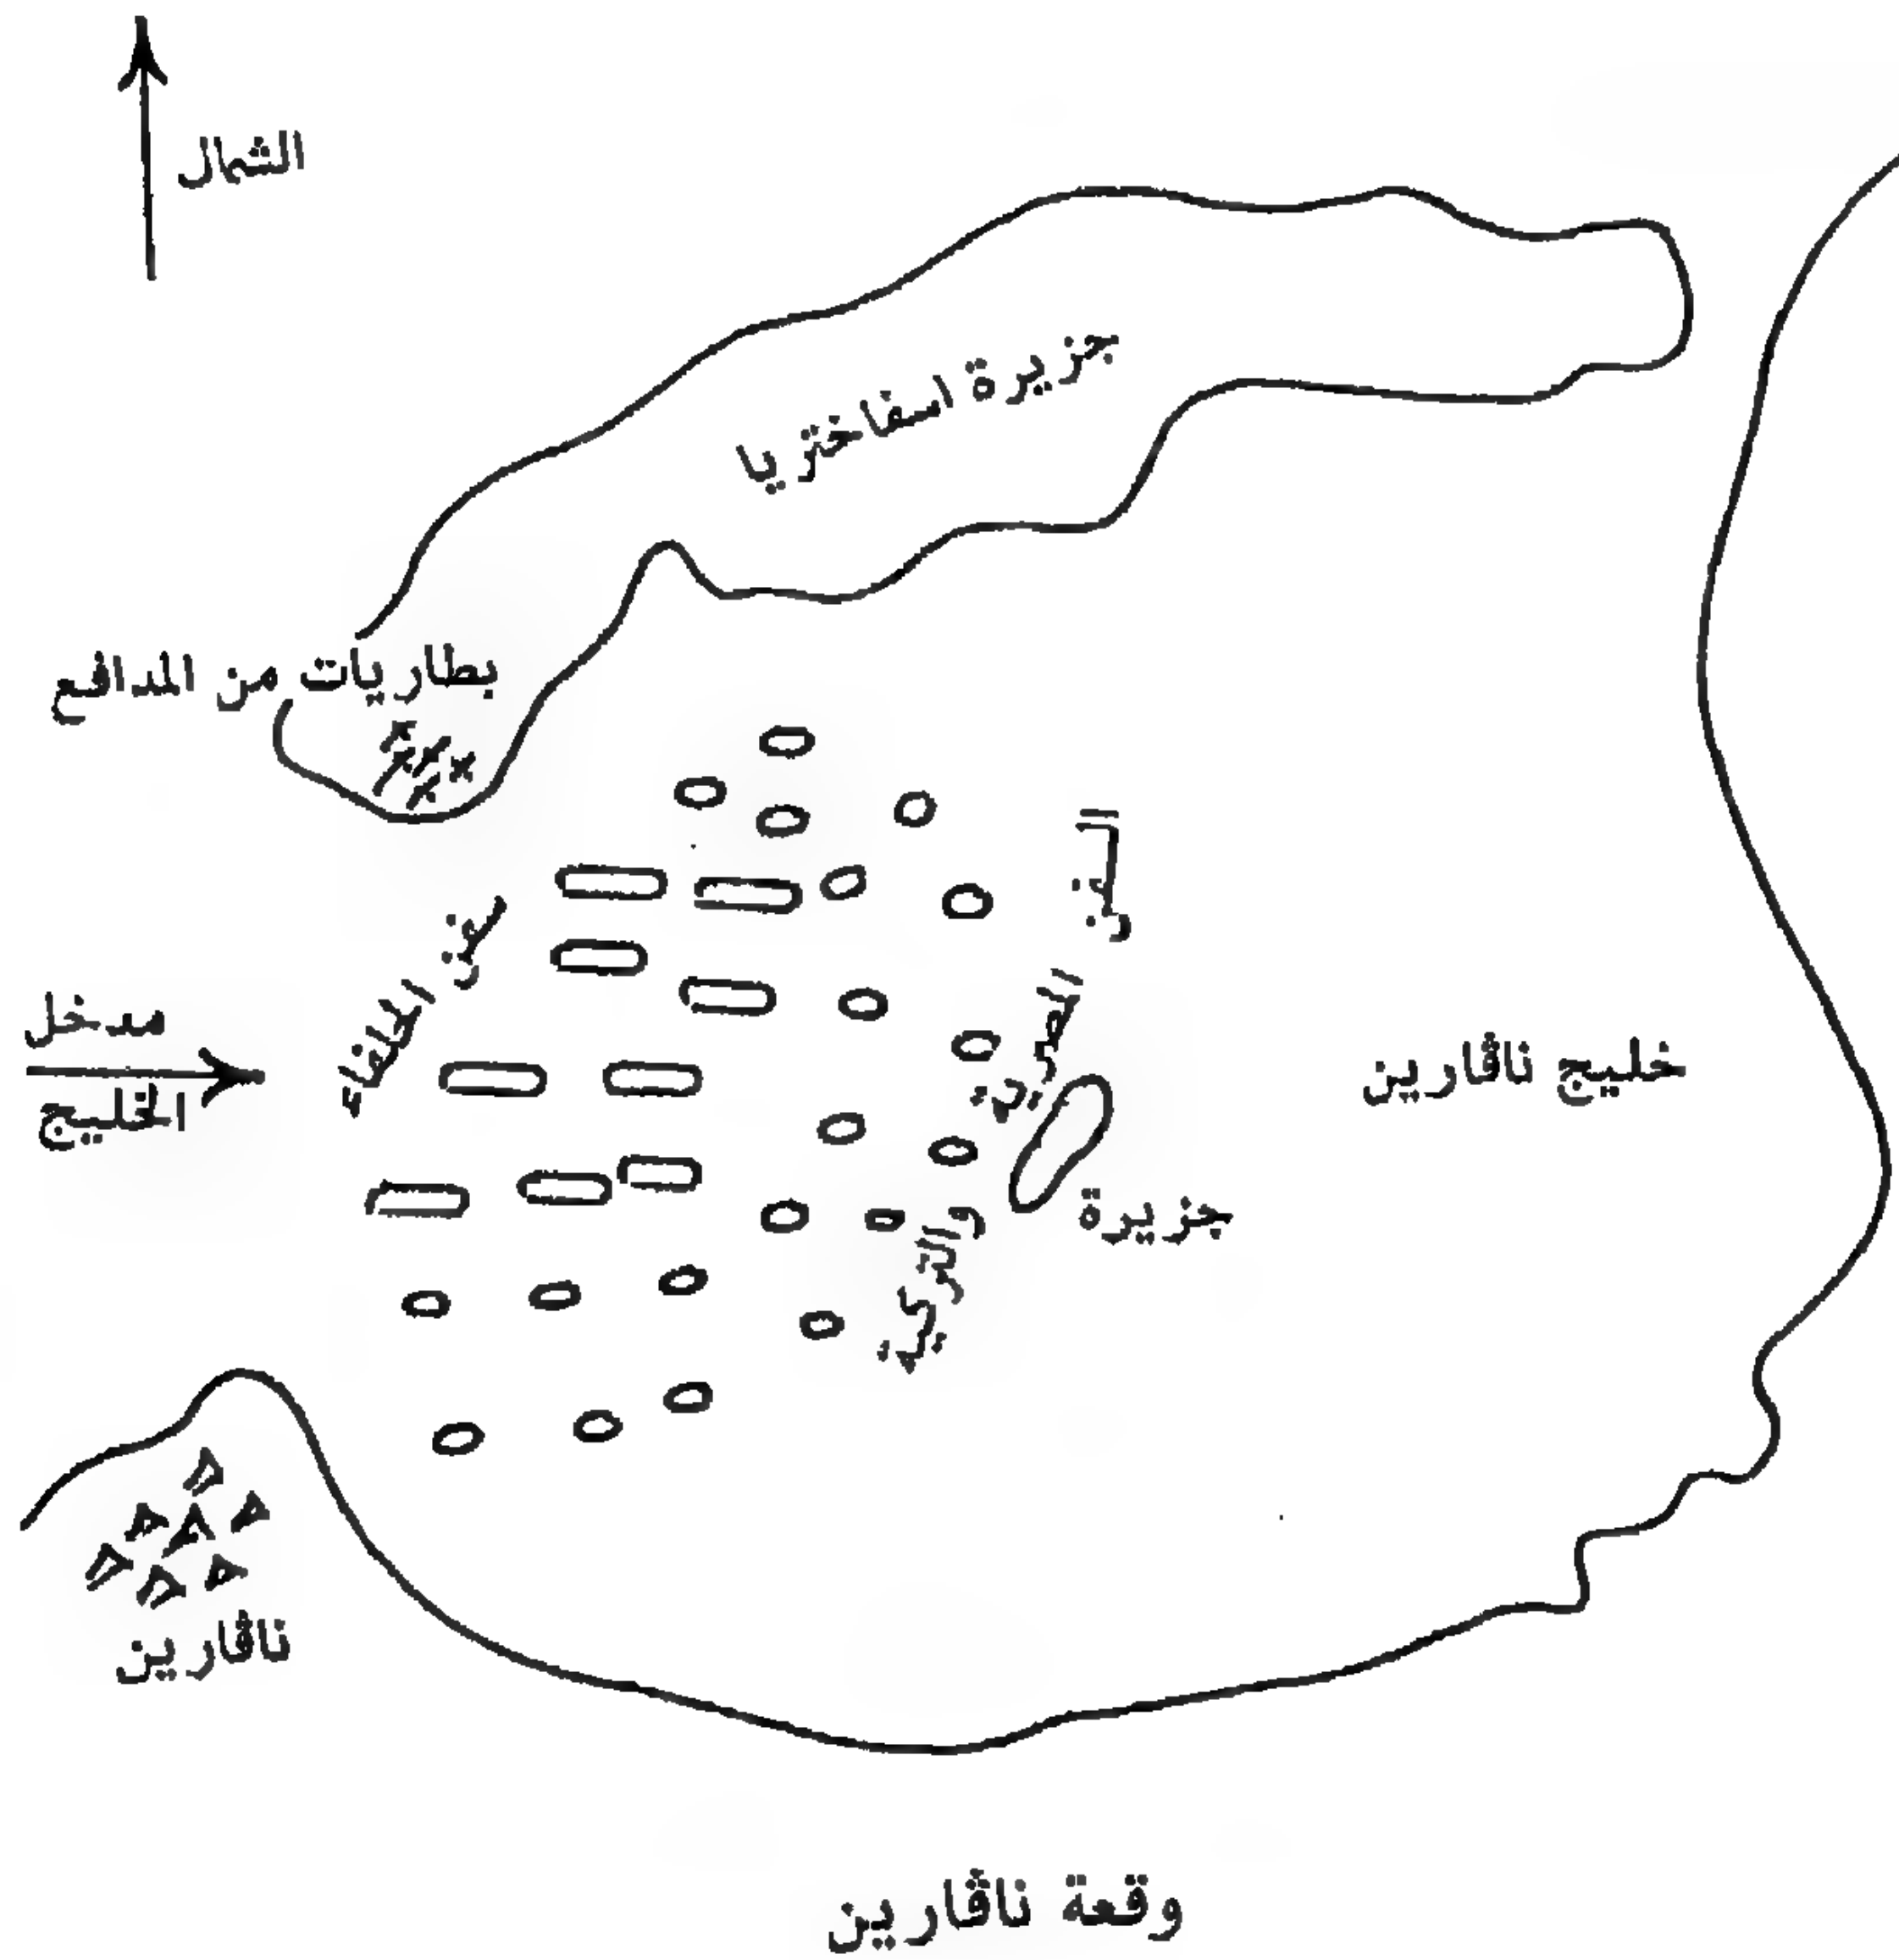 الشمال
جزيرة اسفاختريا
بطاريات من المدافع
سفن الحلفاء
السفن
المصرية
مدخل
الخليج
خليج ناڤارين
جزيرة
والتركية
ناڤارين
وقعة ناڤارين